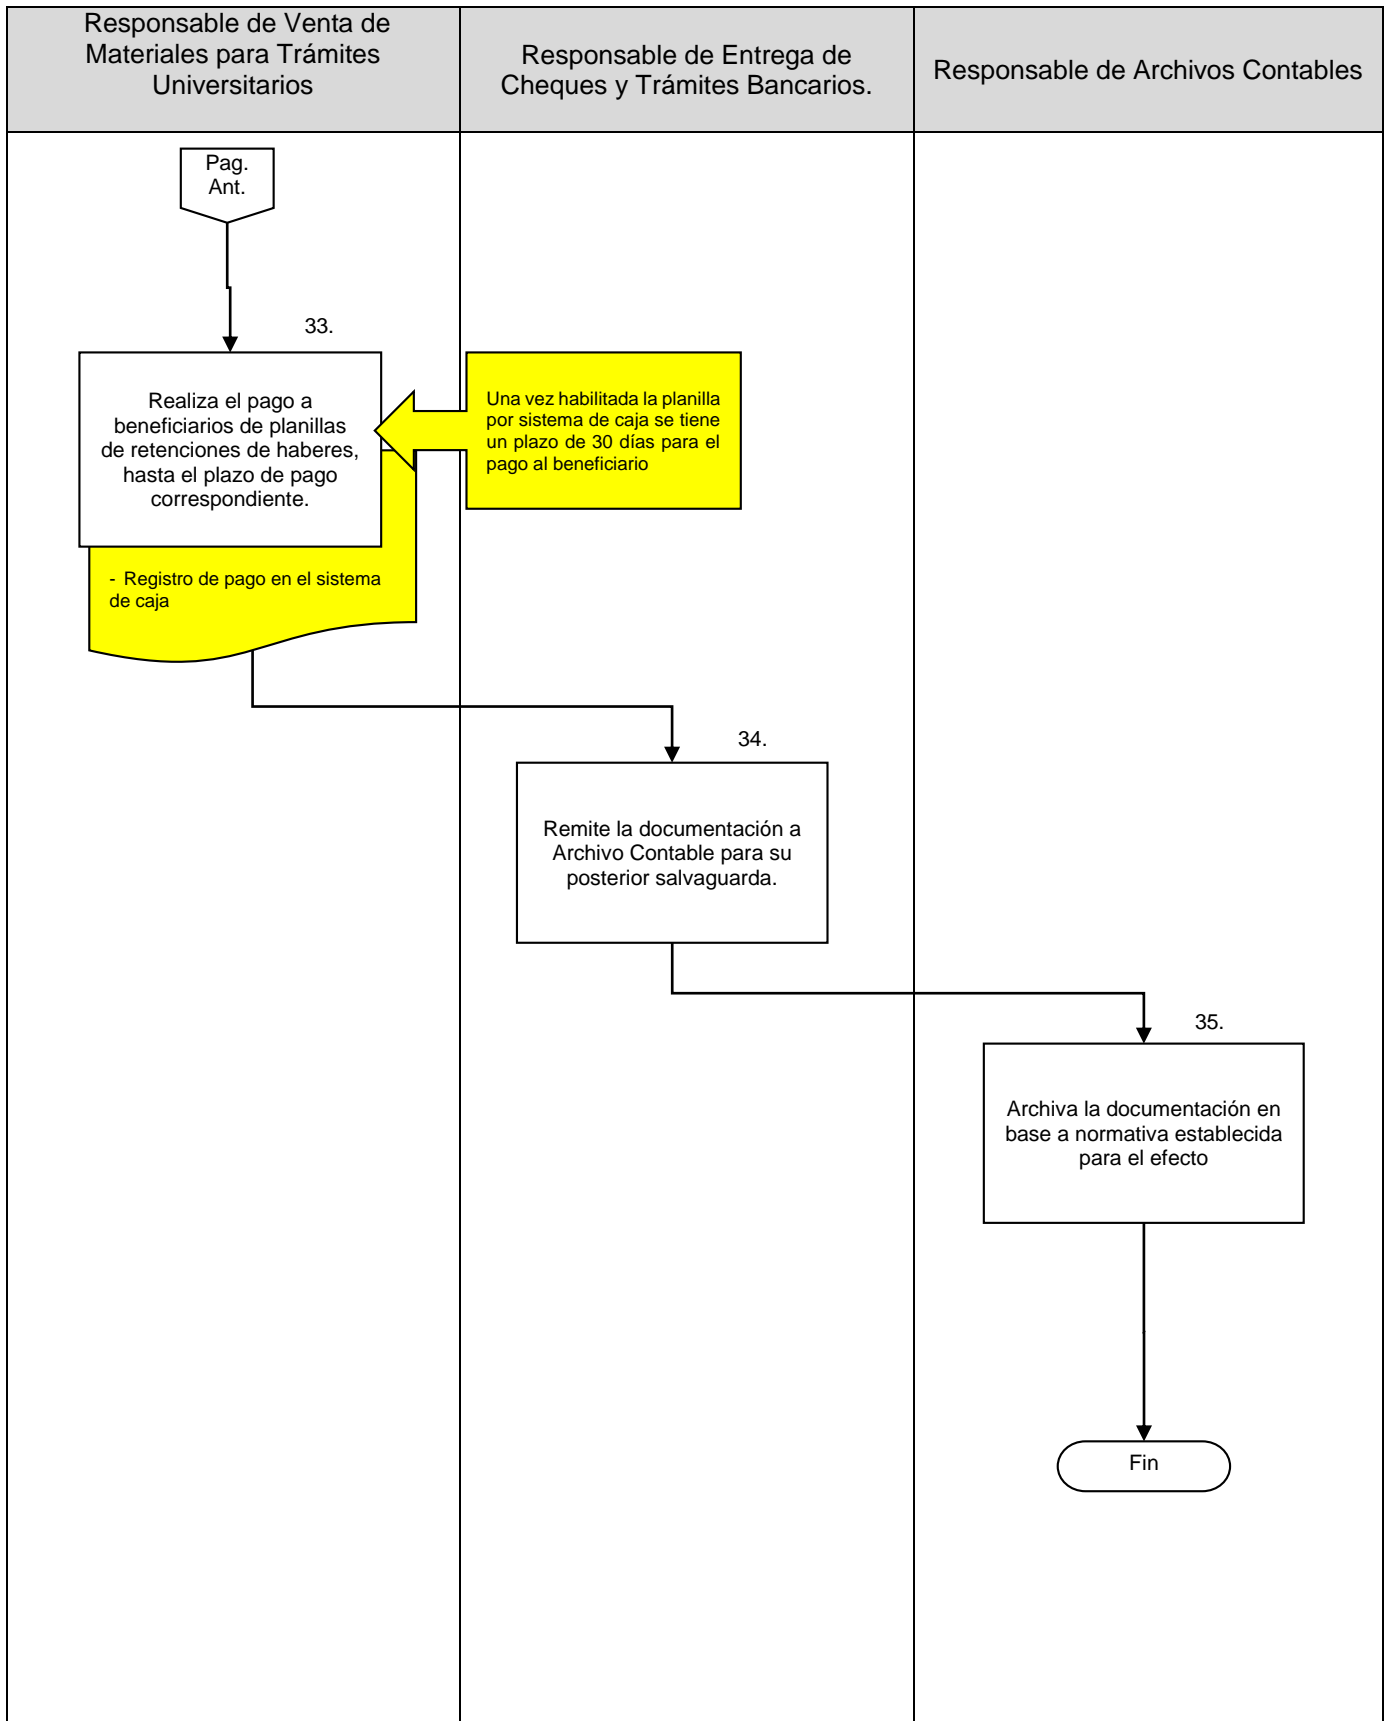 Responsable de Venta de
Materiales para Trámites
Universitarios
Responsable de Entrega de
Cheques y Trámites Bancarios.
Responsable de Archivos Contables
Pag.
Ant.
33.
Realiza el pago a
beneficiarios de planillas
de retenciones de haberes,
hasta el plazo de pago
correspondiente.
Una vez habilitada la planilla
por sistema de caja se tiene
un plazo de 30 días para el
pago al beneficiario
- Registro de pago en el sistema
de caja
34.
Remite la documentación a
Archivo Contable para su
posterior salvaguarda.
35.
Archiva la documentación en
base a normativa establecida
para el efecto
Fin